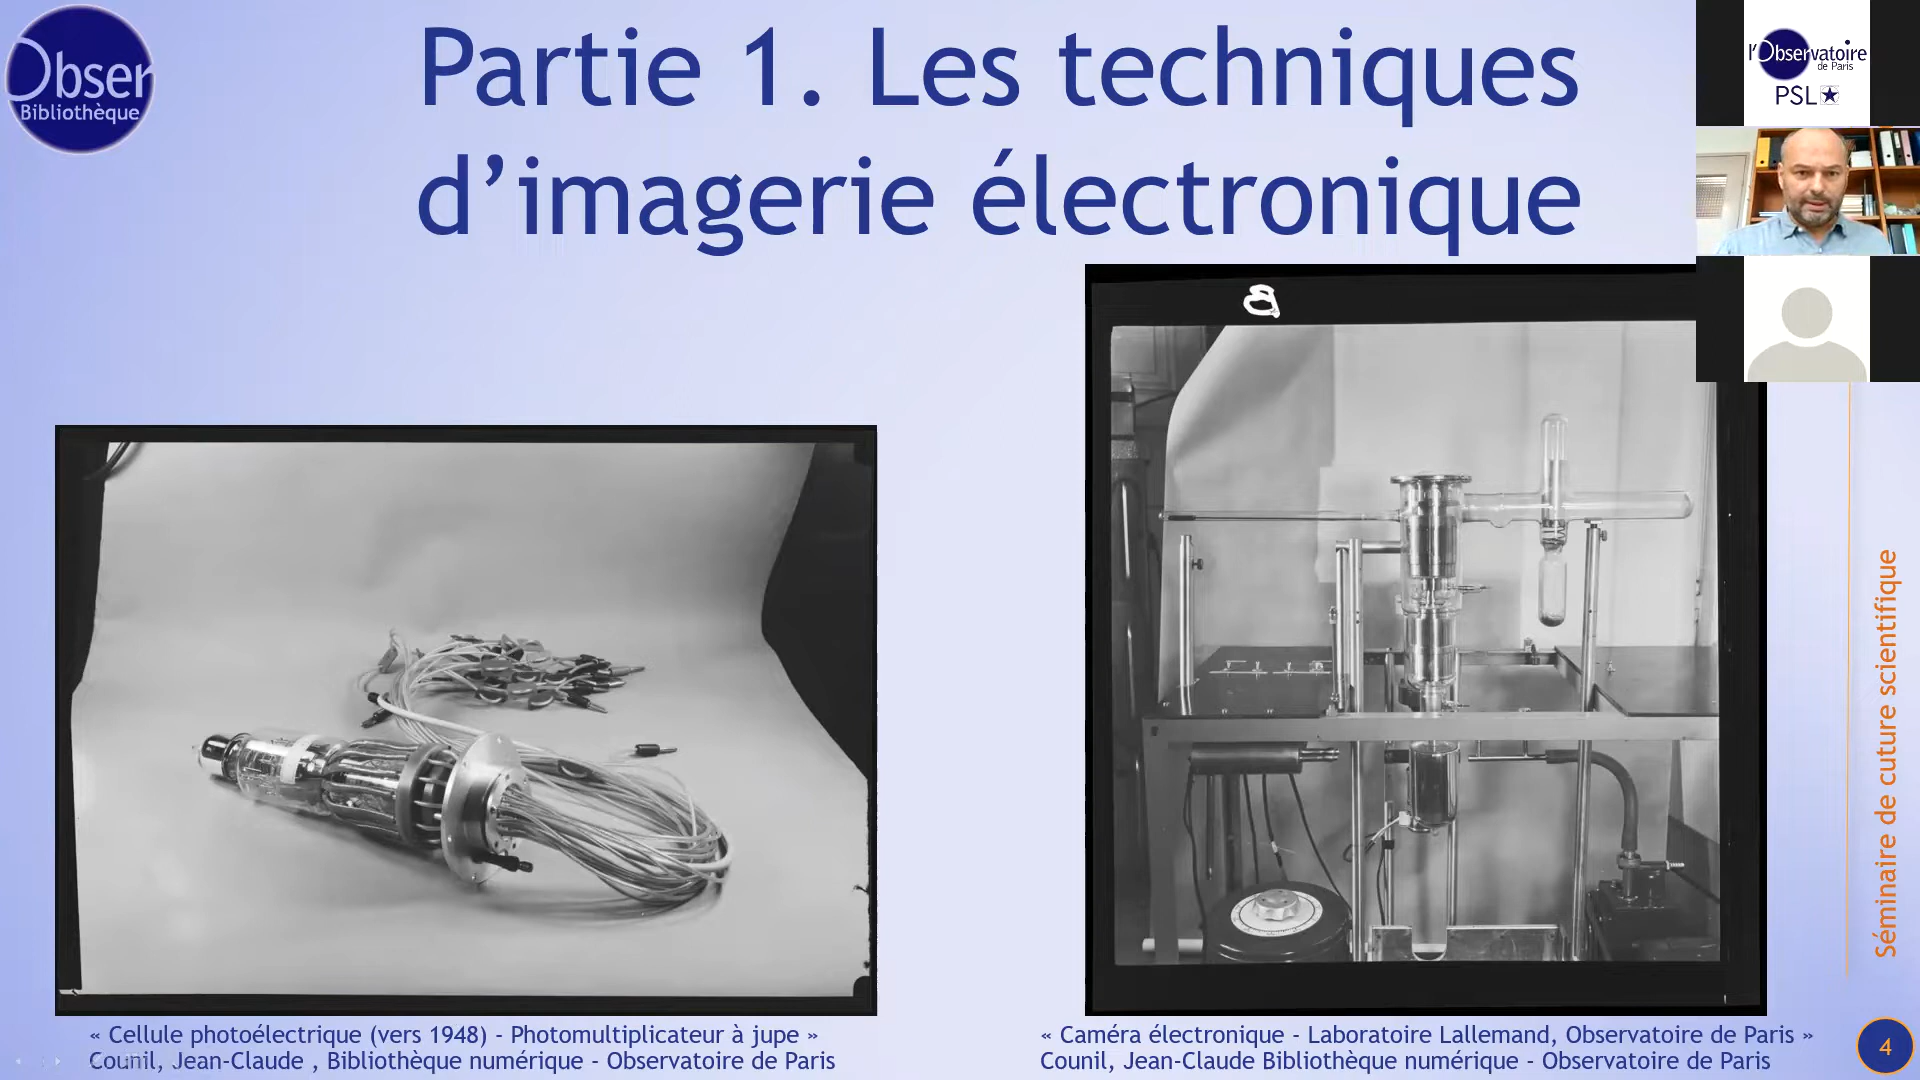 Obser
Bibliothèque
Partie 1. Les techniques
d’imagerie électronique
l'Observatoire
de Paris
PSL
B
« Cellule photoélectrique (vers 1948) - Photomultiplicateur à jupe »
Counil, Jean-Claude , Bibliothèque numérique - Observatoire de Paris
« Caméra électronique - Laboratoire Lallemand, Observatoire de Paris »
Counil, Jean-Claude Bibliothèque numérique - Observatoire de Paris
Séminaire de cuture scientifique
4